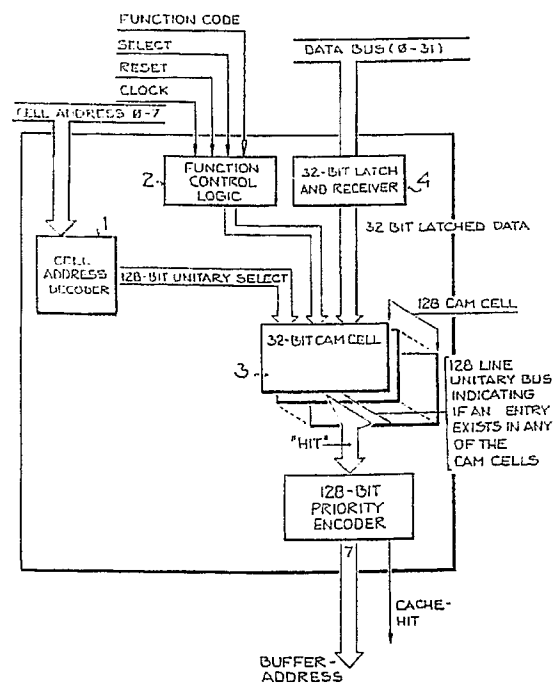 FUNCTION CODE
SELECT
RESET
CLOCK
DATA BUS (0-31)
CELL ADDRESS 0-7
2
FUNCTION
CONTROL
LOGIC
32-BIT LATCH
AND RECEIVER
4
32 BIT LATCHED DATA
1
CELL
ADDRESS
DECODER
128-BIT UNITARY SELECT
128 CAM CELL
32-BIT CAM CELL
3
128 LINE
UNITARY BUS
INDICATING
IF AN ENTRY
EXISTS IN ANY
OF THE
CAM CELLS
"HIT"
128-BIT
PRIORITY
ENCODER
7
CACHE-
HIT
BUFFER-
ADDRESS